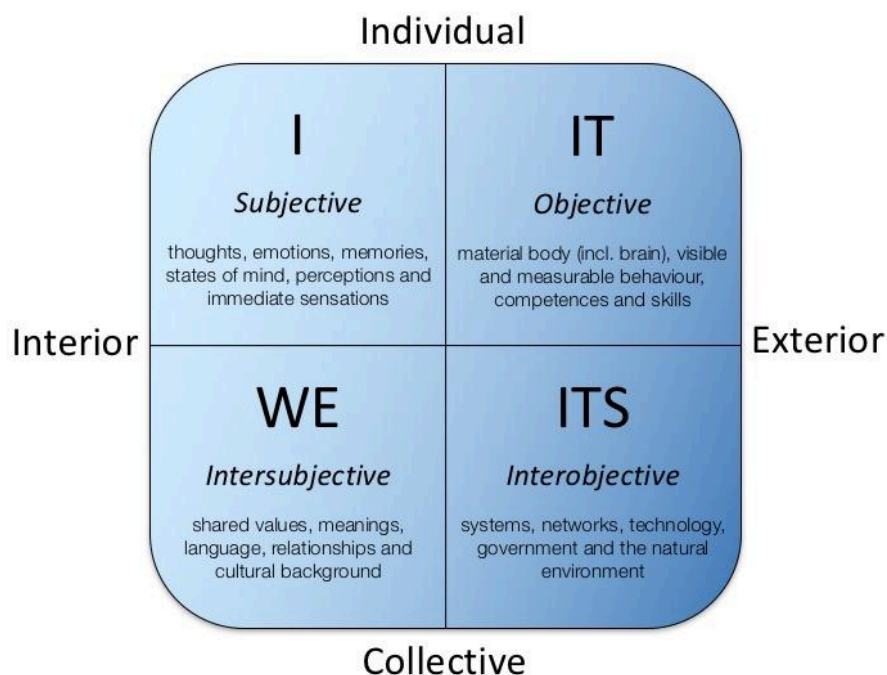 Individual
I
Subjective
thoughts, emotions, memories,
states of mind, perceptions and
immediate sensations
IT
Objective
material body (incl. brain), visible
and measurable behaviour,
competences and skills
Interior
Exterior
WE
Intersubjective
shared values, meanings,
language, relationships and
cultural background
ITS
Interobjective
systems, networks, technology,
government and the natural
environment
Collective